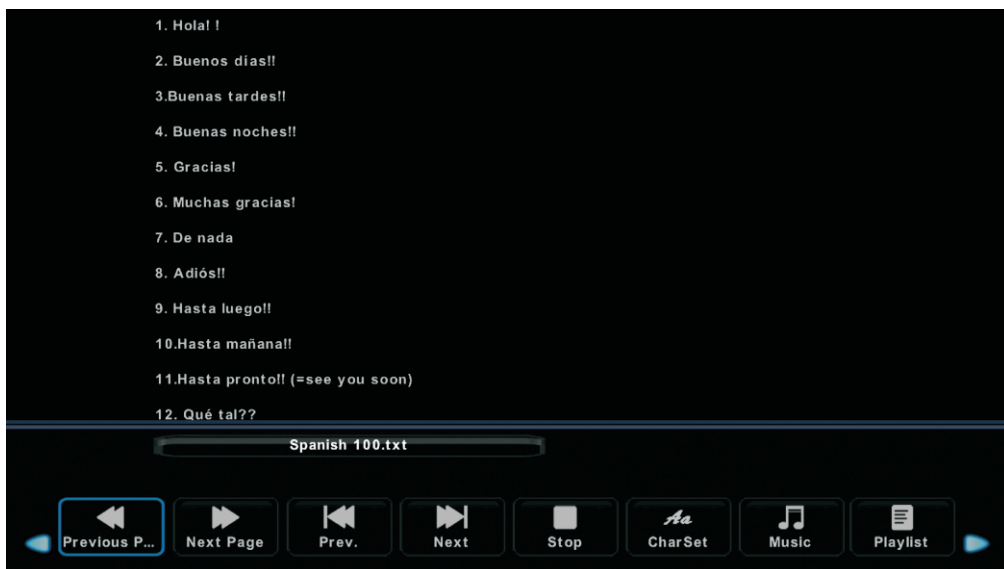 1. Hola! !
2. Buenos días!!
3.Buenas tardes!!
4. Buenas noches!!
5. Gracias!
6. Muchas gracias!
7. De nada
8. Adiós!!
9. Hasta luego!!
10.Hasta mañana!!
11.Hasta pronto!! (=see you soon)
12. Qué tal??
Spanish 100.txt
Previous P... Next Page Prev. Next Stop Aa CharSet Music Playlist